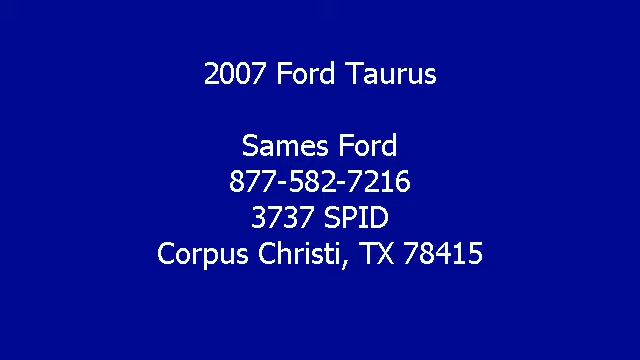 2007 Ford Taurus
Sames Ford
877-582-7216
3737 SPID
Corpus Christi, TX 78415